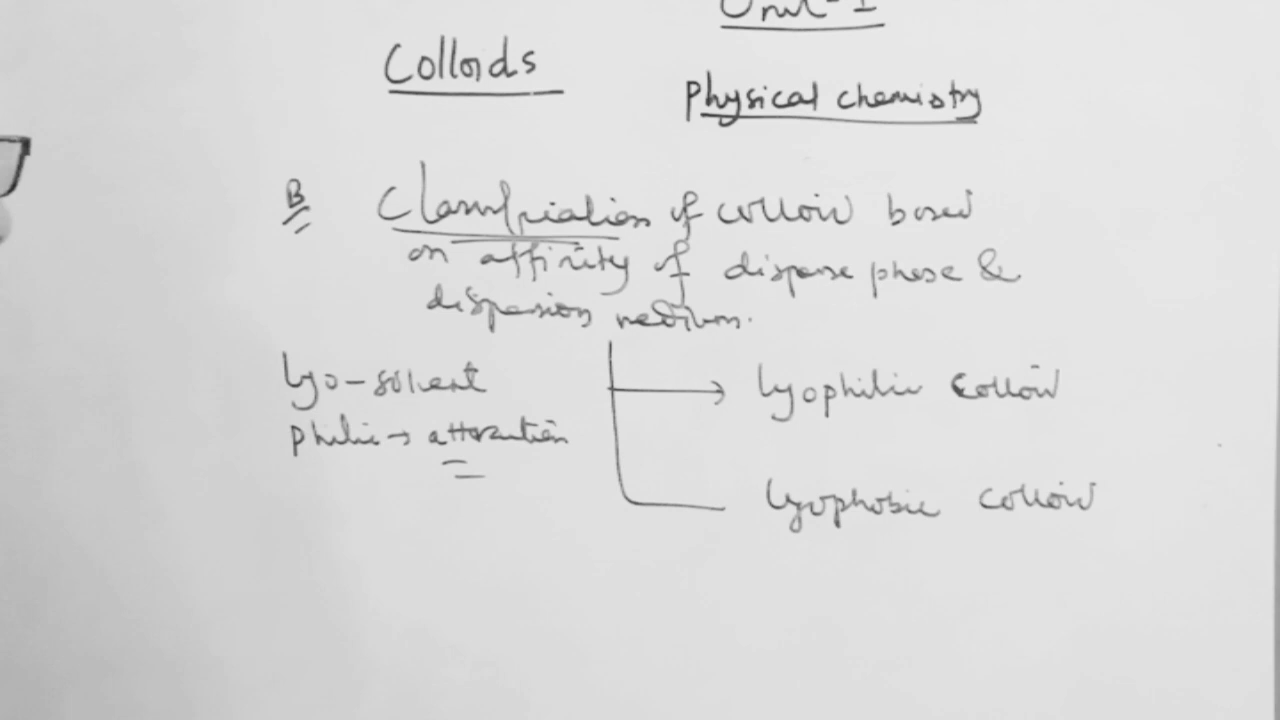 Unit-I
Colloids
Physical chemistry
B Classification of colloid based
on affinity of disperse phase &
dispersion medium.
lyo-solvent
philic→ attraction
lyophilic colloid
lyophobic colloid